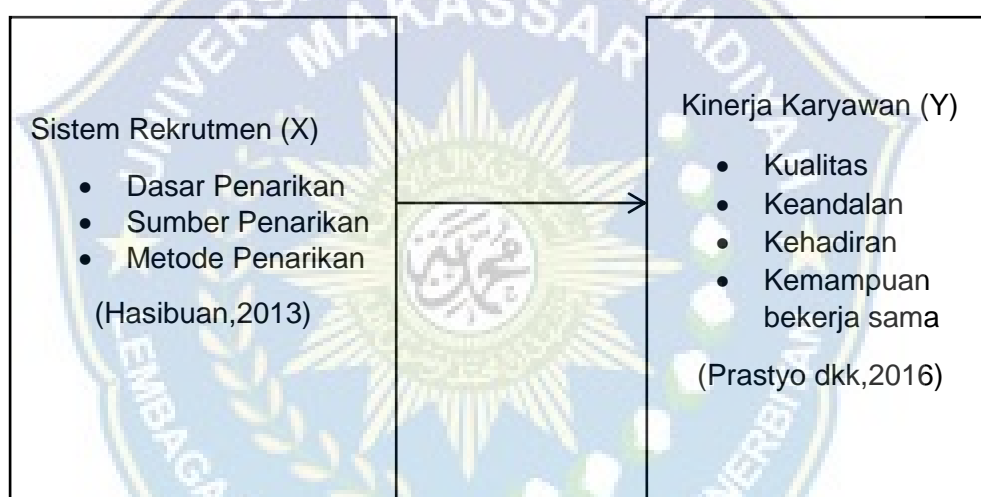 MAKASSAR
Sistem Rekrutmen (X)
• Dasar Penarikan
• Sumber Penarikan
• Metode Penarikan
(Hasibuan,2013)
Kinerja Karyawan (Y)
• Kualitas
• Keandalan
• Kehadiran
• Kemampuan
bekerja sama
(Prastyo dkk,2016)